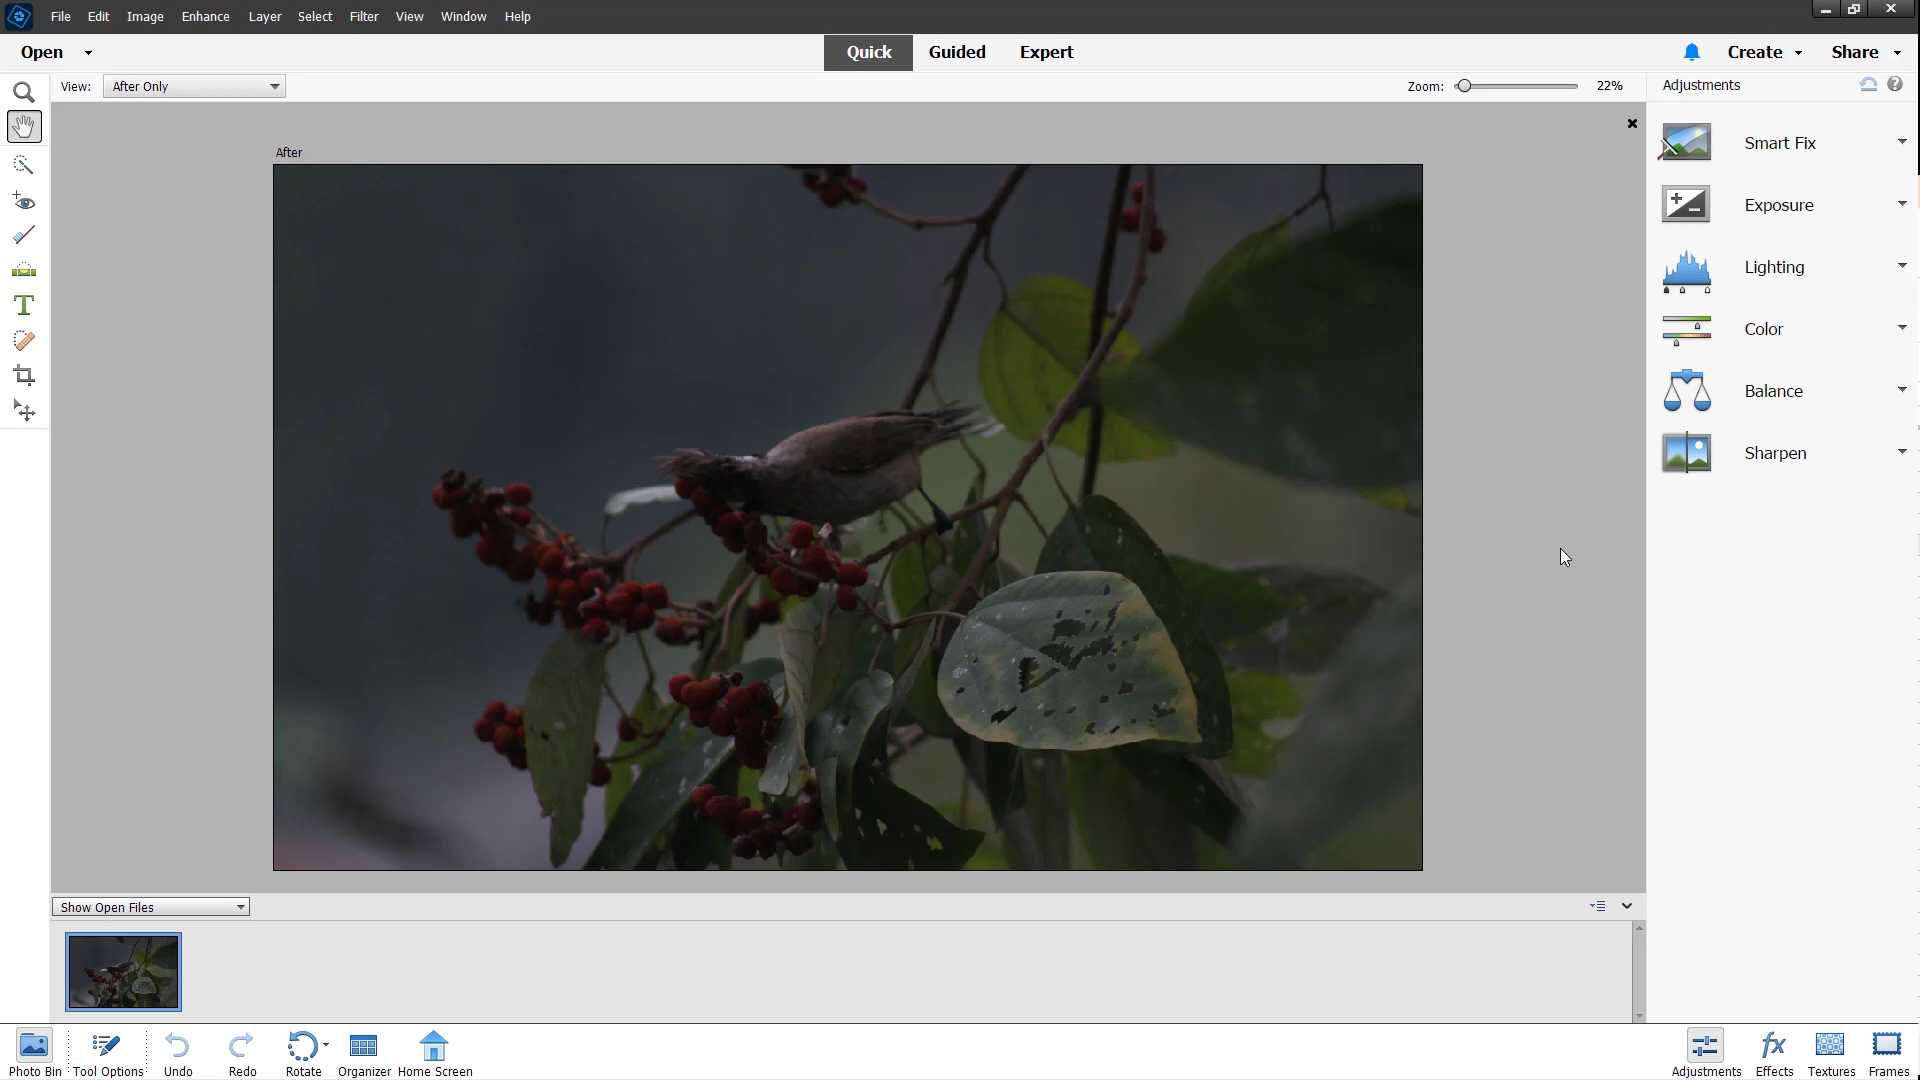 File Edit Image Enhance Layer Select Filter View Window Help
Open Quick Guided Expert Create Share
View: After Only Zoom: 22% Adjustments
After
Smart Fix
Exposure
Lighting
Color
Balance
Sharpen
Show Open Files
Photo Bin Tool Options Undo Redo Rotate Organizer Home Screen Adjustments Effects Textures Frames